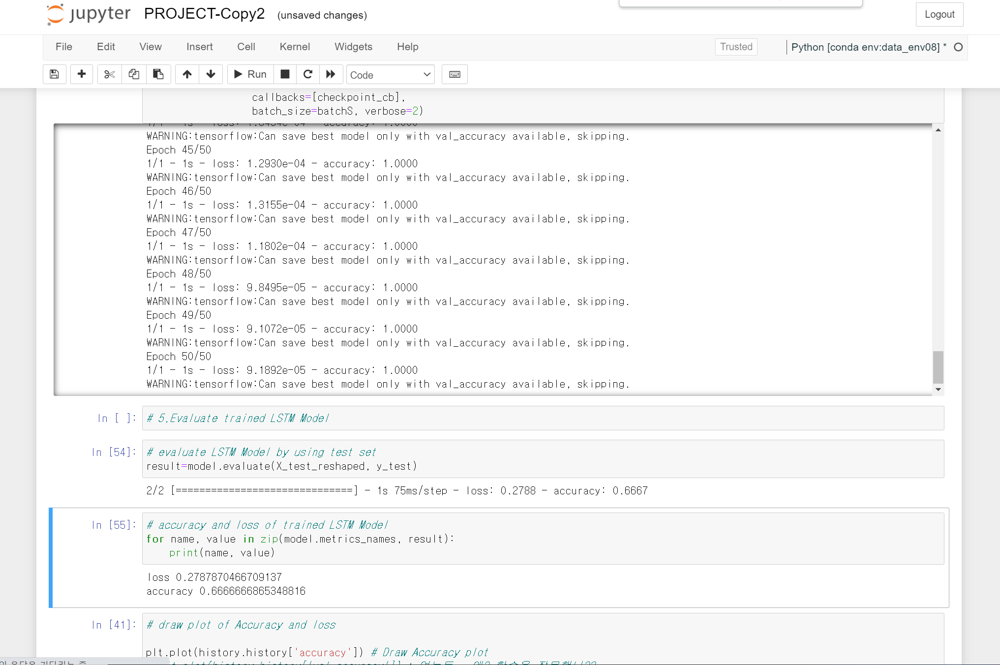 jupyter PROJECT-Copy2 (unsaved changes) Logout
File Edit View Insert Cell Kernel Widgets Help Trusted Python [conda env:data_env08] *
Run Code
callbacks=[checkpoint_cb],
batch_size=batchS, verbose=2)
WARNING:tensorflow:Can save best model only with val_accuracy available, skipping.
Epoch 45/50
1/1 - 1s - loss: 1.2930e-04 - accuracy: 1.0000
WARNING:tensorflow:Can save best model only with val_accuracy available, skipping.
Epoch 46/50
1/1 - 1s - loss: 1.3155e-04 - accuracy: 1.0000
WARNING:tensorflow:Can save best model only with val_accuracy available, skipping.
Epoch 47/50
1/1 - 1s - loss: 1.1802e-04 - accuracy: 1.0000
WARNING:tensorflow:Can save best model only with val_accuracy available, skipping.
Epoch 48/50
1/1 - 1s - loss: 9.8495e-05 - accuracy: 1.0000
WARNING:tensorflow:Can save best model only with val_accuracy available, skipping.
Epoch 49/50
1/1 - 1s - loss: 9.1072e-05 - accuracy: 1.0000
WARNING:tensorflow:Can save best model only with val_accuracy available, skipping.
Epoch 50/50
1/1 - 1s - loss: 9.1892e-05 - accuracy: 1.0000
WARNING:tensorflow:Can save best model only with val_accuracy available, skipping.
In [ ]: # 5.Evaluate trained LSTM Model
In [54]: # evaluate LSTM Model by using test set
result=model.evaluate(X_test_reshaped, y_test)
2/2 [==============================] - 1s 75ms/step - loss: 0.2788 - accuracy: 0.6667
In [55]: # accuracy and loss of trained LSTM Model
for name, value in zip(model.metrics_names, result):
print(name, value)
loss 0.2787870466709137
accuracy 0.6666666865348816
In [41]: # draw plot of Accuracy and loss
plt.plot(history.history['accuracy']) # Draw Accuracy plot